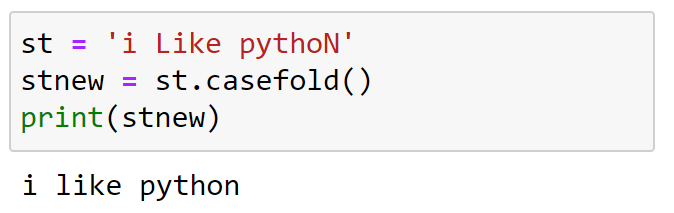 st = 'i Like pythoN'
stnew = st.casefold()
print(stnew)
i like python